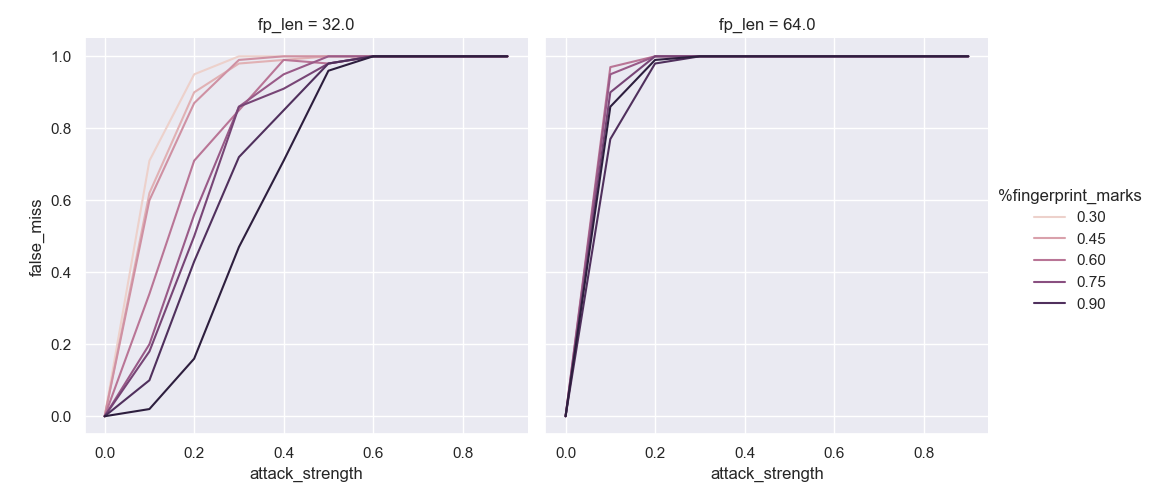 fp_len = 32.0
fp_len = 64.0
1.0
0.8
0.6
0.4
0.2
0.0
false_miss
0.0 0.2 0.4 0.6 0.8
0.0 0.2 0.4 0.6 0.8
attack_strength
attack_strength
%fingerprint_marks
0.30
0.45
0.60
0.75
0.90